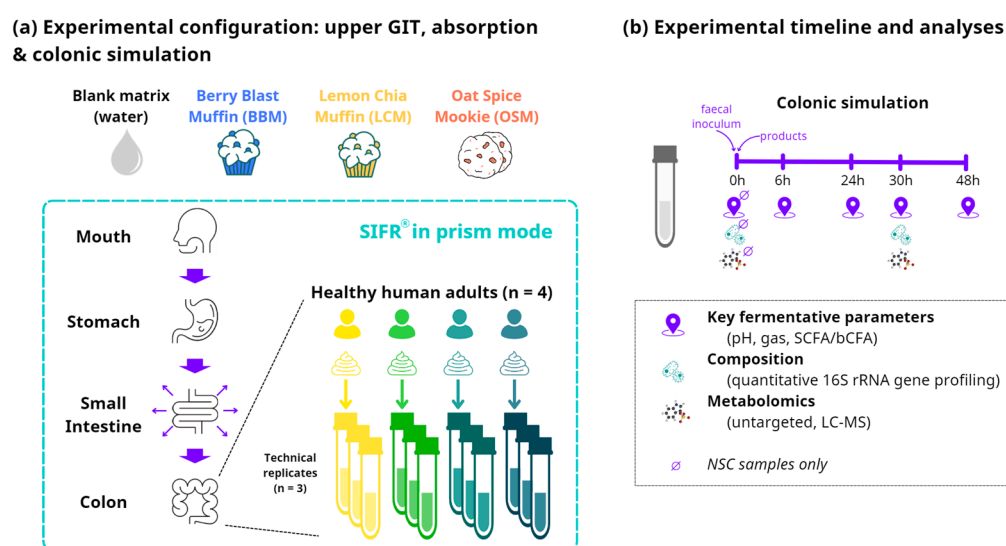 (a) Experimental configuration: upper GIT, absorption
& colonic simulation
Blank matrix
(water)
Berry Blast
Muffin (BBM)
Lemon Chia
Muffin (LCM)
Oat Spice
Mookie (OSM)
SIFR® in prism mode
Mouth
Stomach
Small
Intestine
Colon
Healthy human adults (n = 4)
Technical
replicates
(n = 3)
(b) Experimental timeline and analyses
Colonic simulation
faecal
inoculum
products
0h
6h
24h
30h
48h
∅
∅
∅
Key fermentative parameters
(pH, gas, SCFA/bCFA)
Composition
(quantitative 16S rRNA gene profiling)
Metabolomics
(untargeted, LC-MS)
∅ NSC samples only